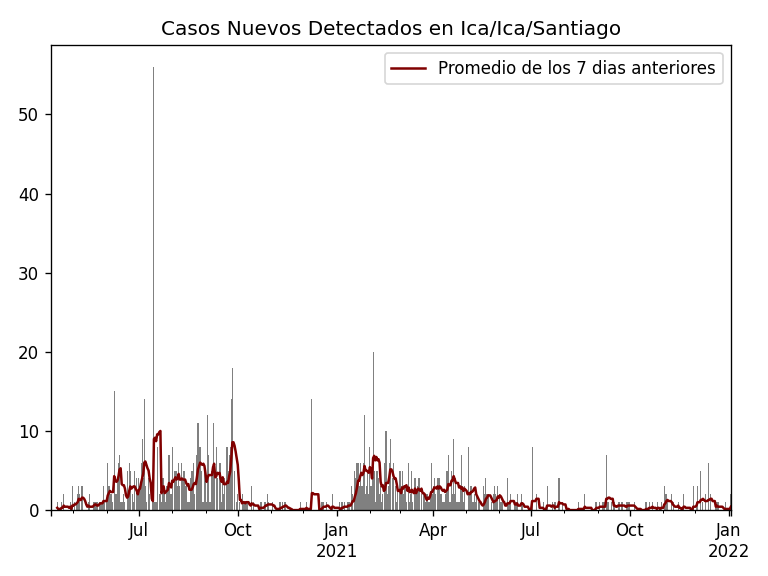 Casos Nuevos Detectados en Ica/Ica/Santiago
Promedio de los 7 dias anteriores
50
40
30
20
10
0
Jul
Oct
Jan
2021
Apr
Jul
Oct
Jan
2022